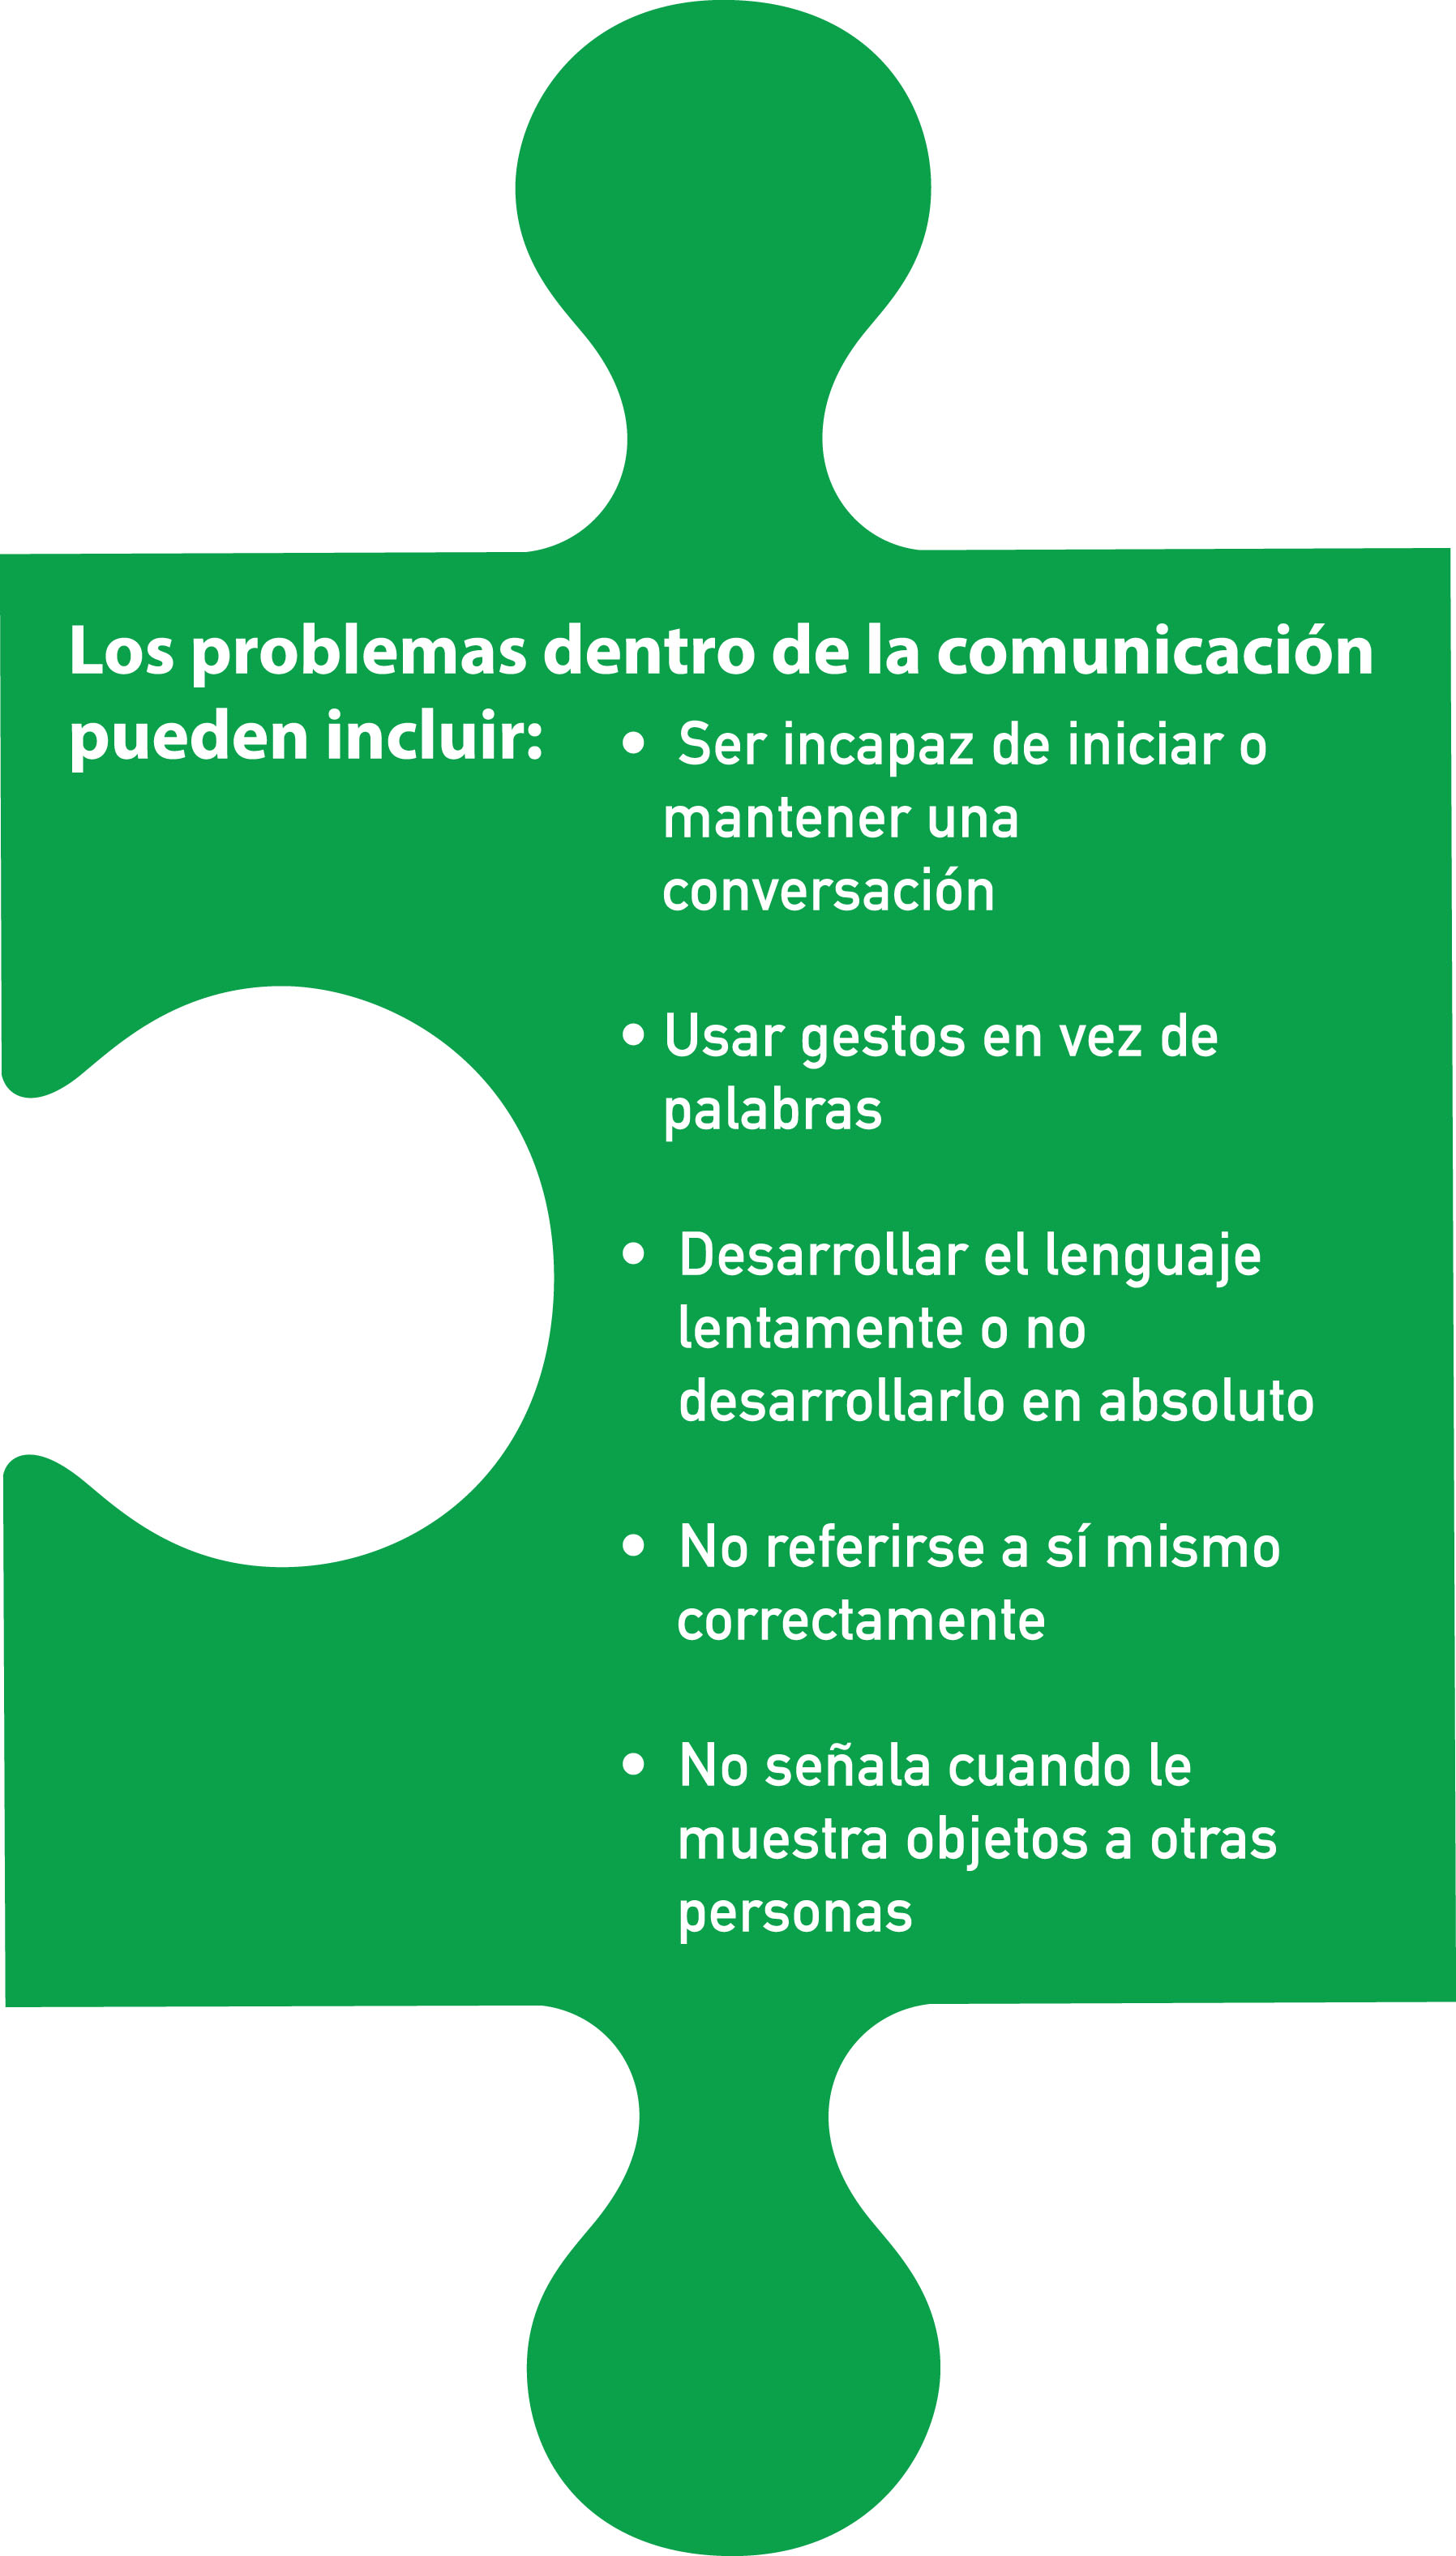 Los problemas dentro de la comunicación
pueden incluir:
• Ser incapaz de iniciar o
mantener una
conversación
• Usar gestos en vez de
palabras
• Desarrollar el lenguaje
lentamente o no
desarrollarlo en absoluto
• No referirse a sí mismo
correctamente
• No señala cuando le
muestra objetos a otras
personas